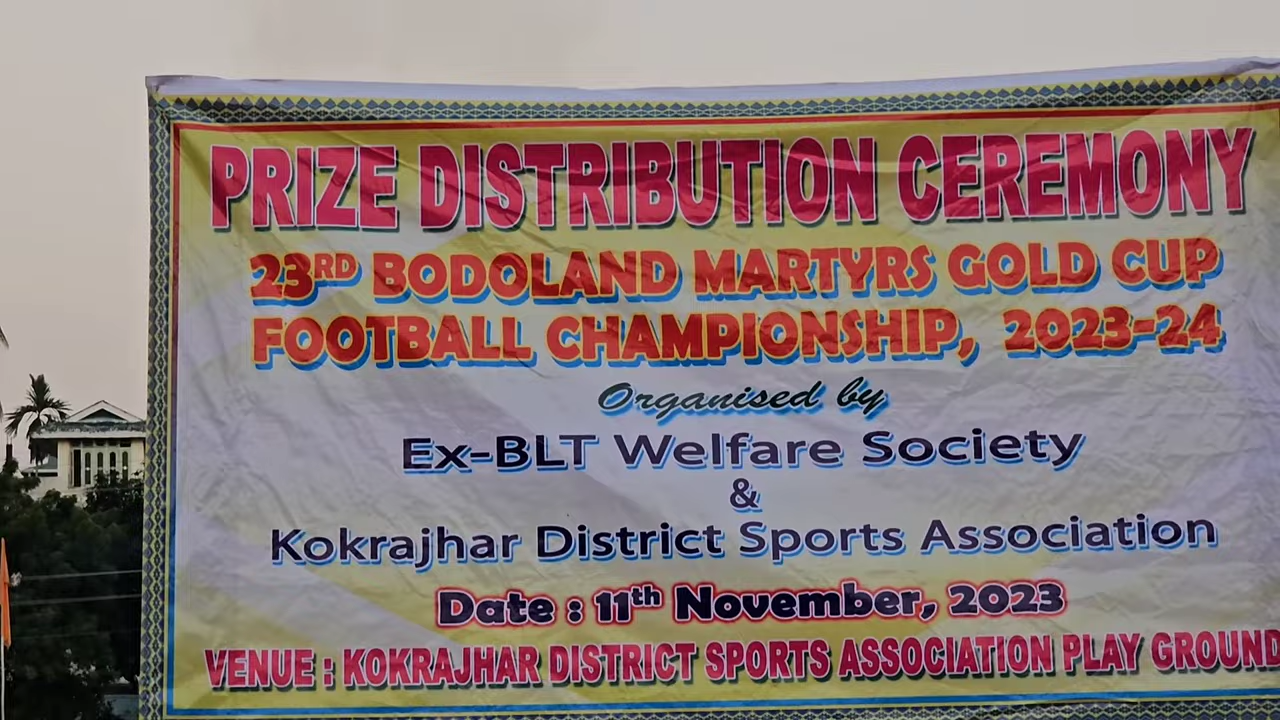 PRIZE DISTRIBUTION CEREMONY
23RD BODOLAND MARTYRS GOLD CUP
FOOTBALL CHAMPIONSHIP, 2023-24
Organised by
Ex-BLT Welfare Society
&
Kokrajhar District Sports Association
Date : 11th November, 2023
VENUE : KOKRAJHAR DISTRICT SPORTS ASSOCIATION PLAY GROUND